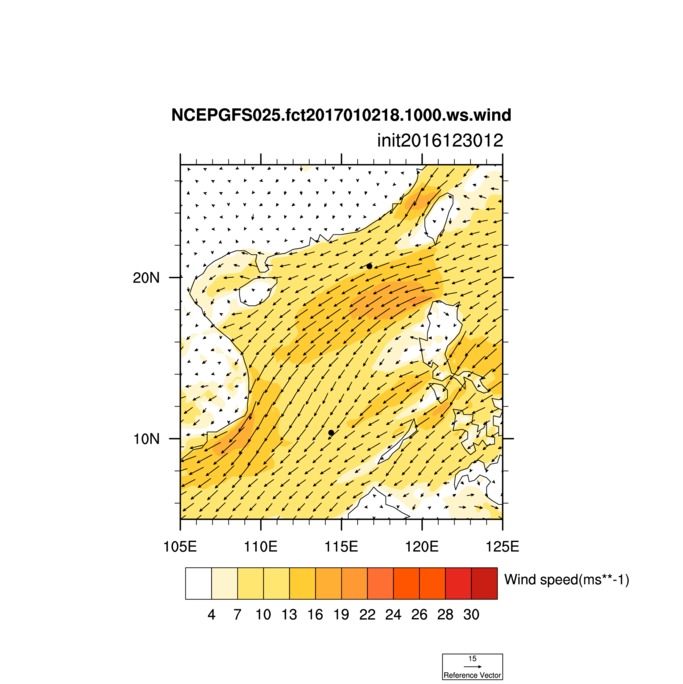 NCEPGFS025.fct2017010218.1000.ws.wind
init2016123012
20N
10N
105E 110E 115E 120E 125E
Wind speed(ms**-1)
4 7 10 13 16 19 22 24 26 28 30
15
Reference Vector